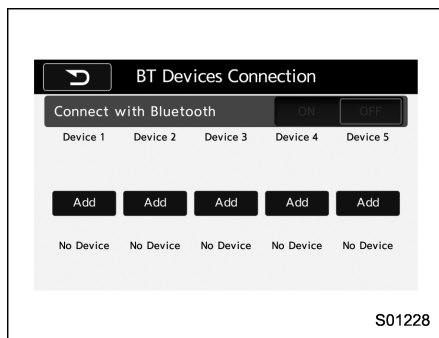 BT Devices Connection
Connect with Bluetooth ON OFF
Device 1 Device 2 Device 3 Device 4 Device 5
Add Add Add Add Add
No Device No Device No Device No Device No Device
S01228